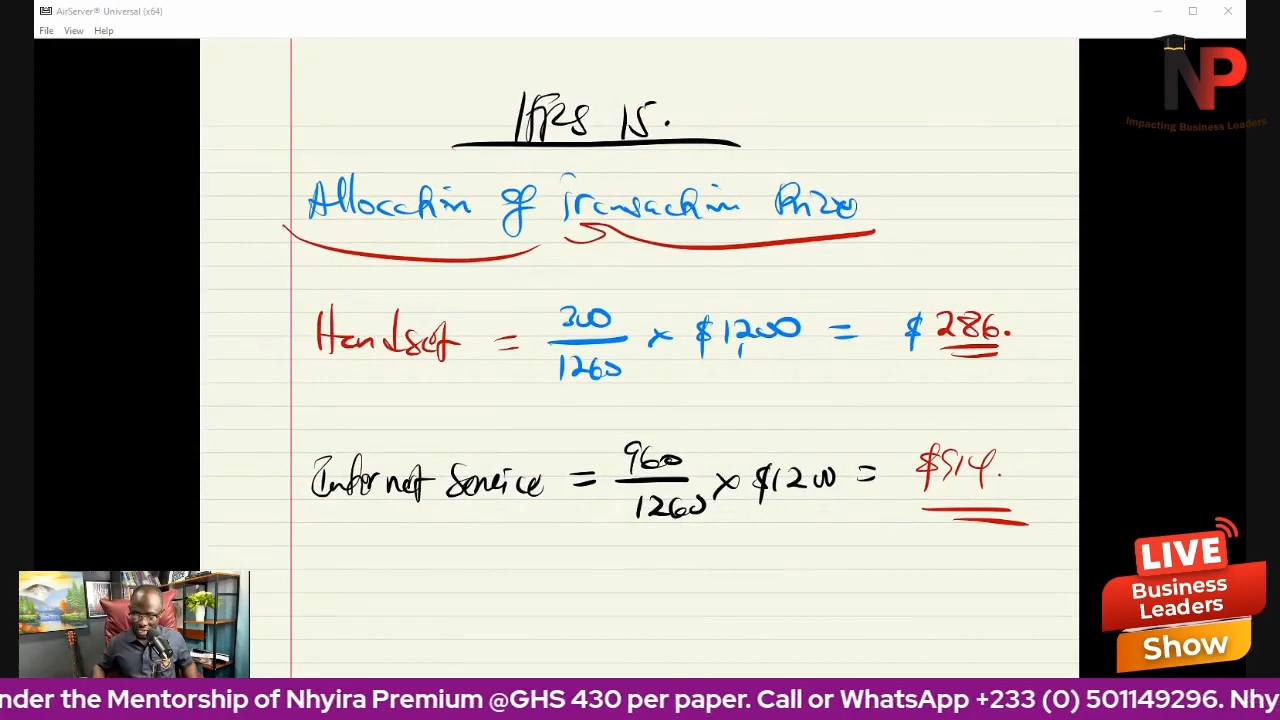 AirServer® Universal (x64)
File View Help
NP
Impacting Business Leaders
IFRS 15.
Allocation of Transaction Price
Handset = 300/1260 x $1,200 = $ 286.
Internet Service = 960/1260 x $1200 = $914.
LIVE
Business
Leaders
Show
nder the Mentorship of Nhyira Premium @GHS 430 per paper. Call or WhatsApp +233 (0) 501149296. Nhy